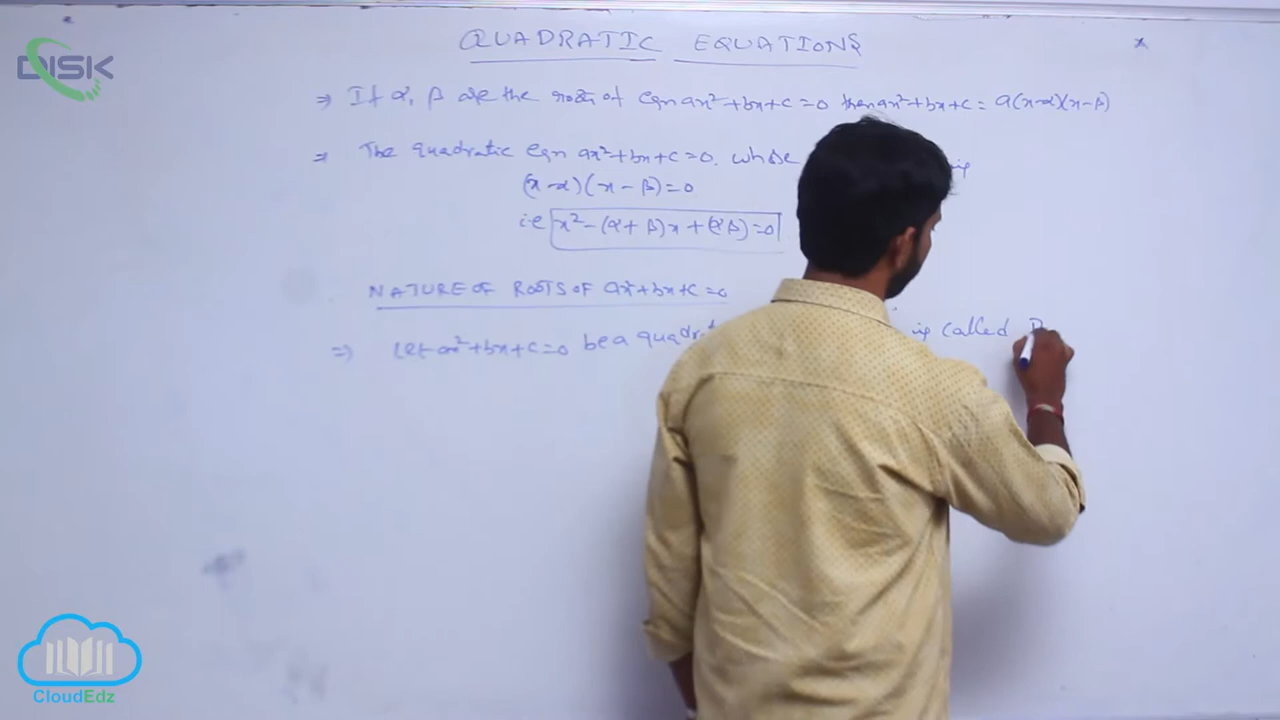 QUADRATIC EQUATIONS
DISK
⇒ If α, β are the roots of Eqn ax²+bx+c=0 then ax²+bx+c = a(x-α)(x-β)
⇒ The quadratic Eqn ax²+bx+c=0. whose is
(x-α)(x-β)=0
i.e x²-(α+β)x+(αβ)=0
NATURE OF ROOTS OF ax²+bx+c=0
⇒ let ax²+bx+c=0 be a quadrat is called D
CloudEdz